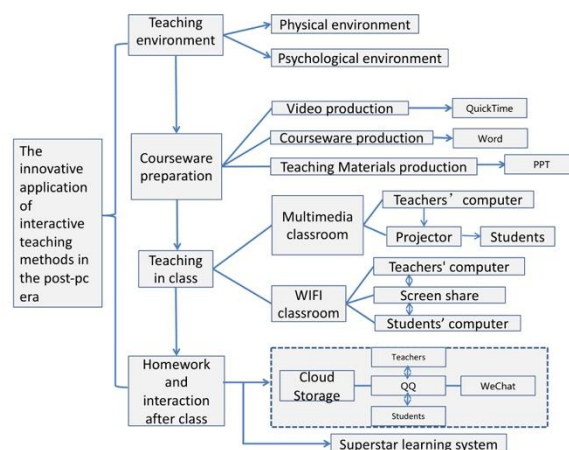 The
innovative
application
of
interactive
teaching
methods in
the post-pc
era
Teaching
environment
Physical environment
Psychological environment
Courseware
preparation
Video production
QuickTime
Courseware production
Word
Teaching Materials production
PPT
Teaching
in class
Multimedia
classroom
Teachers’ computer
Projector
Students
WIFI
classroom
Teachers' computer
Screen share
Students’ computer
Homework
and
interaction
after class
Cloud
Storage
Teachers
QQ
Students
WeChat
Superstar learning system